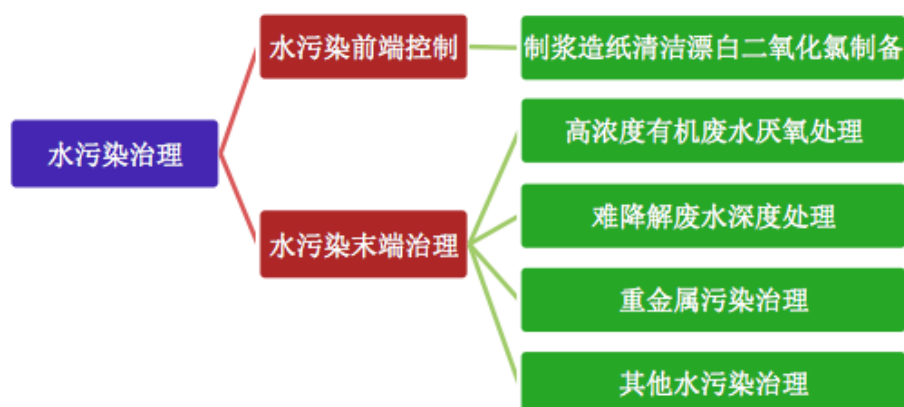 水污染治理
水污染前端控制
制浆造纸清洁漂白二氧化氯制备
水污染末端治理
高浓度有机废水厌氧处理
难降解废水深度处理
重金属污染治理
其他水污染治理